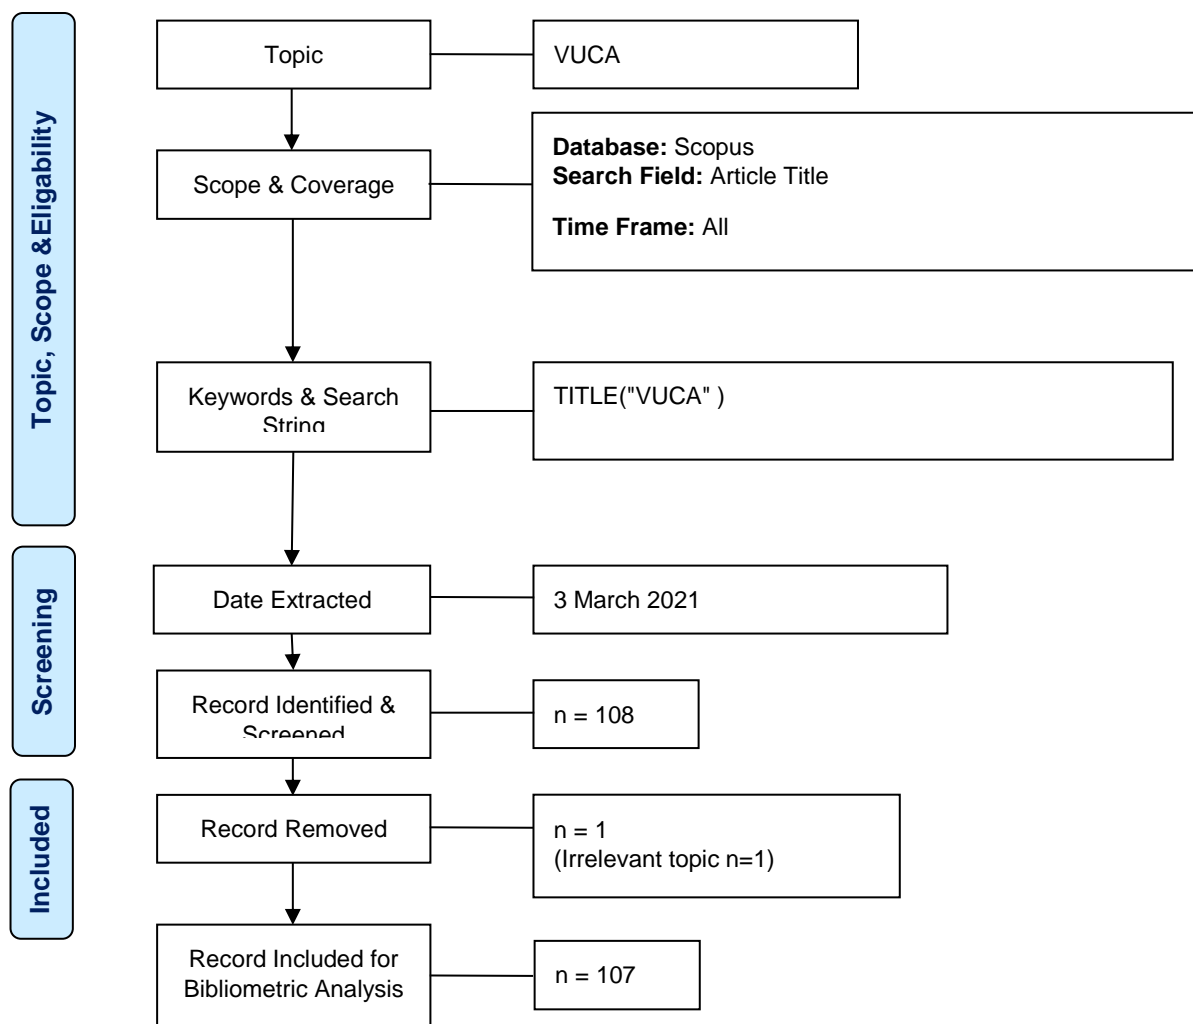 Topic, Scope &Eligability
Topic
VUCA
Scope & Coverage
Database: Scopus
Search Field: Article Title
Time Frame: All
Keywords & Search
String
TITLE("VUCA" )
Screening
Date Extracted
3 March 2021
Record Identified &
Screened
n = 108
Included
Record Removed
n = 1
(Irrelevant topic n=1)
Record Included for
Bibliometric Analysis
n = 107